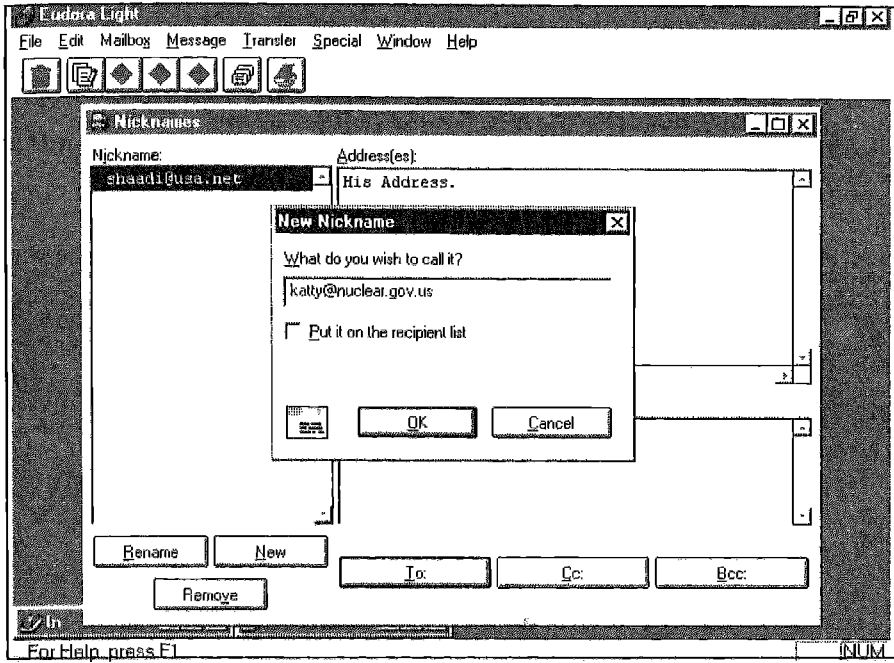 Eudora Light
File Edit Mailbox Message Transfer Special Window Help
Nicknames
Nickname: Address(es):
shaadi@usa.net His Address.
New Nickname
What do you wish to call it?
katty@nuclear.gov.us
Put it on the recipient list
OK Cancel
Rename New
To: Cc: Bcc:
Remove
In
For Help, press F1 NUM